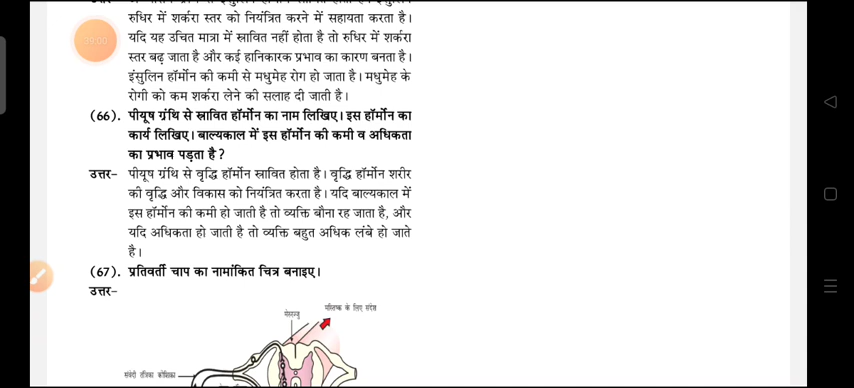 रुधिर में शर्करा स्तर को नियंत्रित करने में सहायता करता है।
यदि यह उचित मात्रा में स्रावित नहीं होता है तो रुधिर में शर्करा
स्तर बढ़ जाता है और कई हानिकारक प्रभाव का कारण बनता है।
इंसुलिन हॉर्मोन की कमी से मधुमेह रोग हो जाता है। मधुमेह के
रोगी को कम शर्करा लेने की सलाह दी जाती है।
(66). पीयूष ग्रंथि से स्रावित हॉर्मोन का नाम लिखिए। इस हॉर्मोन का
कार्य लिखिए। बाल्यकाल में इस हॉर्मोन की कमी व अधिकता
का प्रभाव पड़ता है ?
उत्तर– पीयूष ग्रंथि से वृद्धि हॉर्मोन स्रावित होता है। वृद्धि हॉर्मोन शरीर
की वृद्धि और विकास को नियंत्रित करता है। यदि बाल्यकाल में
इस हॉर्मोन की कमी हो जाती है तो व्यक्ति बौना रह जाता है, और
यदि अधिकता हो जाती है तो व्यक्ति बहुत अधिक लंबे हो जाते
है।
(67). प्रतिवर्ती चाप का नामांकित चित्र बनाइए।
उत्तर–
मस्तिष्क के लिए संदेश
मेरुरज्जु
संवेदी तंत्रिका कोशिका